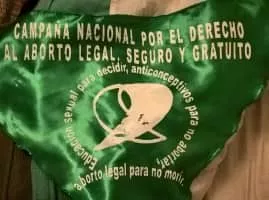 CAMPAÑA NACIONAL POR EL DERECHO
AL ABORTO LEGAL, SEGURO Y GRATUITO
Educación sexual para decidir, anticonceptivos para no abortar,
aborto legal para no morir.